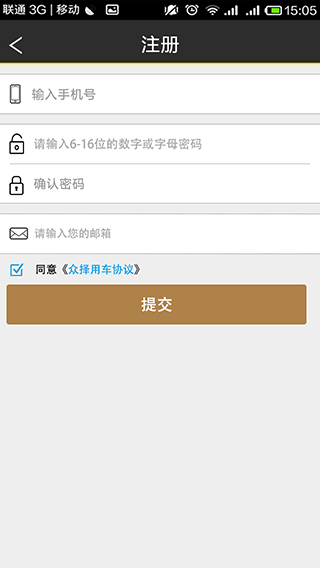 联通 3G | 移动 15:05
注册
输入手机号
请输入6-16位的数字或字母密码
确认密码
请输入您的邮箱
同意《众择用车协议》
提交